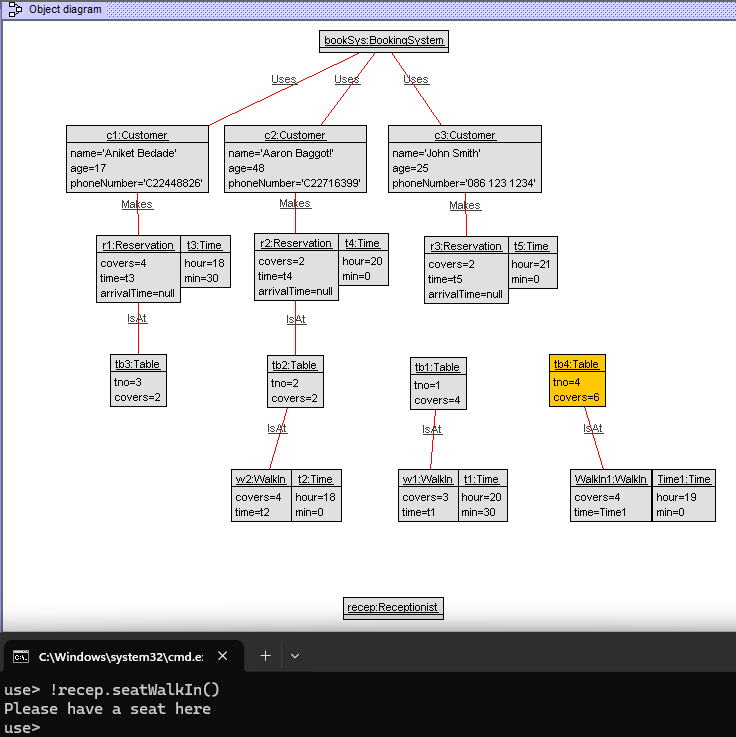 Object diagram
bookSys:BookingSystem
Uses Uses Uses
c1:Customer
name='Aniket Bedade'
age=17
phoneNumber='C22448826'
c2:Customer
name='Aaron Baggot!'
age=48
phoneNumber='C22716399'
c3:Customer
name='John Smith'
age=25
phoneNumber='086 123 1234'
Makes Makes Makes
r1:Reservation
covers=4
time=t3
arrivalTime=null
t3:Time
hour=18
min=30
r2:Reservation
covers=2
time=t4
arrivalTime=null
t4:Time
hour=20
min=0
r3:Reservation
covers=2
time=t5
arrivalTime=null
t5:Time
hour=21
min=0
IsAt IsAt
tb3:Table
tno=3
covers=2
tb2:Table
tno=2
covers=2
tb1:Table
tno=1
covers=4
tb4:Table
tno=4
covers=6
IsAt IsAt IsAt
w2:WalkIn
covers=4
time=t2
t2:Time
hour=18
min=0
w1:WalkIn
covers=3
time=t1
t1:Time
hour=20
min=30
WalkIn1:WalkIn
covers=4
time=Time1
Time1:Time
hour=19
min=0
recep:Receptionist
C:\Windows\system32\cmd.e:
use> !recep.seatWalkIn()
Please have a seat here
use>